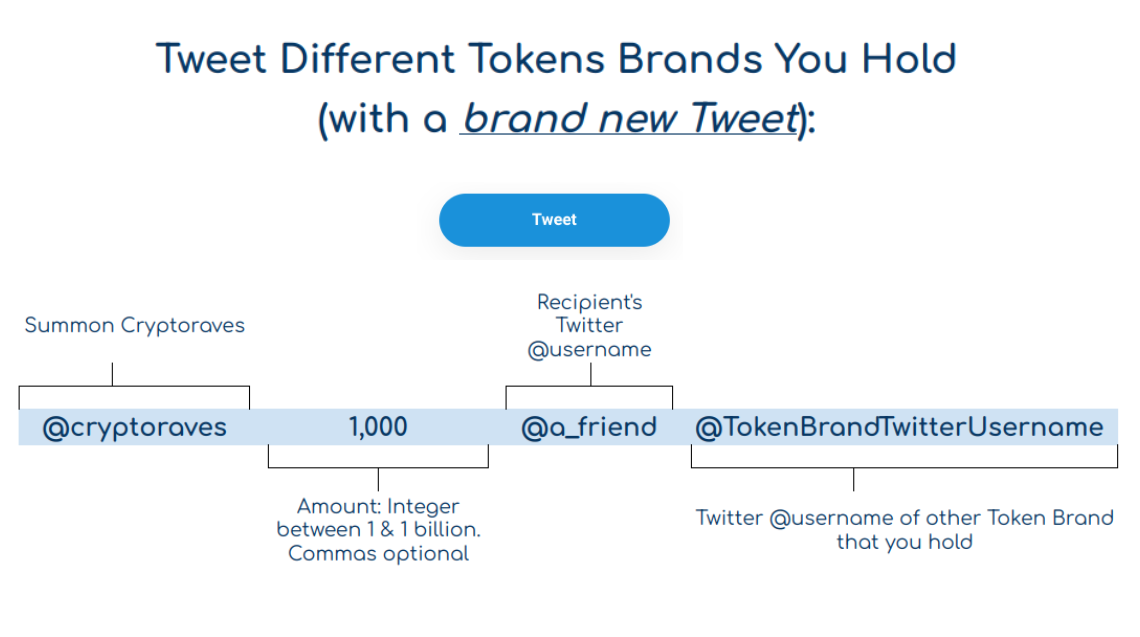 Tweet Different Tokens Brands You Hold
(with a brand new Tweet):
Tweet
Summon Cryptoraves
Recipient's
Twitter
@username
@cryptoraves 1,000 @a_friend @TokenBrandTwitterUsername
Amount: Integer
between 1 & 1 billion.
Commas optional
Twitter @username of other Token Brand
that you hold